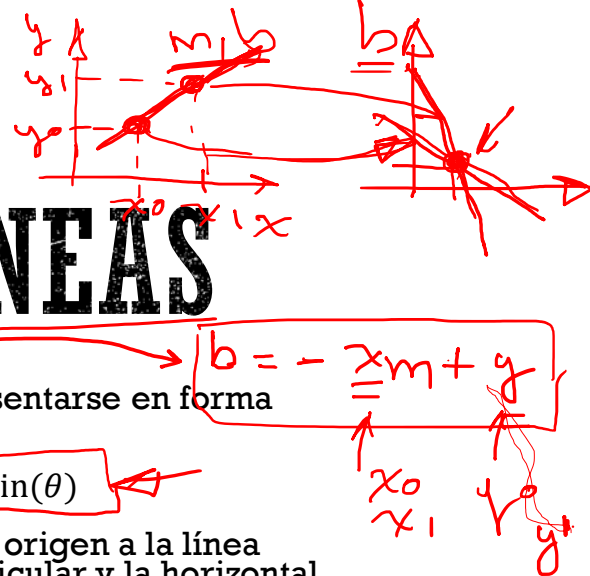 y m, b b
y1
y0
x0 x1 x
NEAS
b = - xm + y
sentarse en forma
in(θ)
x0 y0
x1 y1
origen a la línea
icular y la horizontal